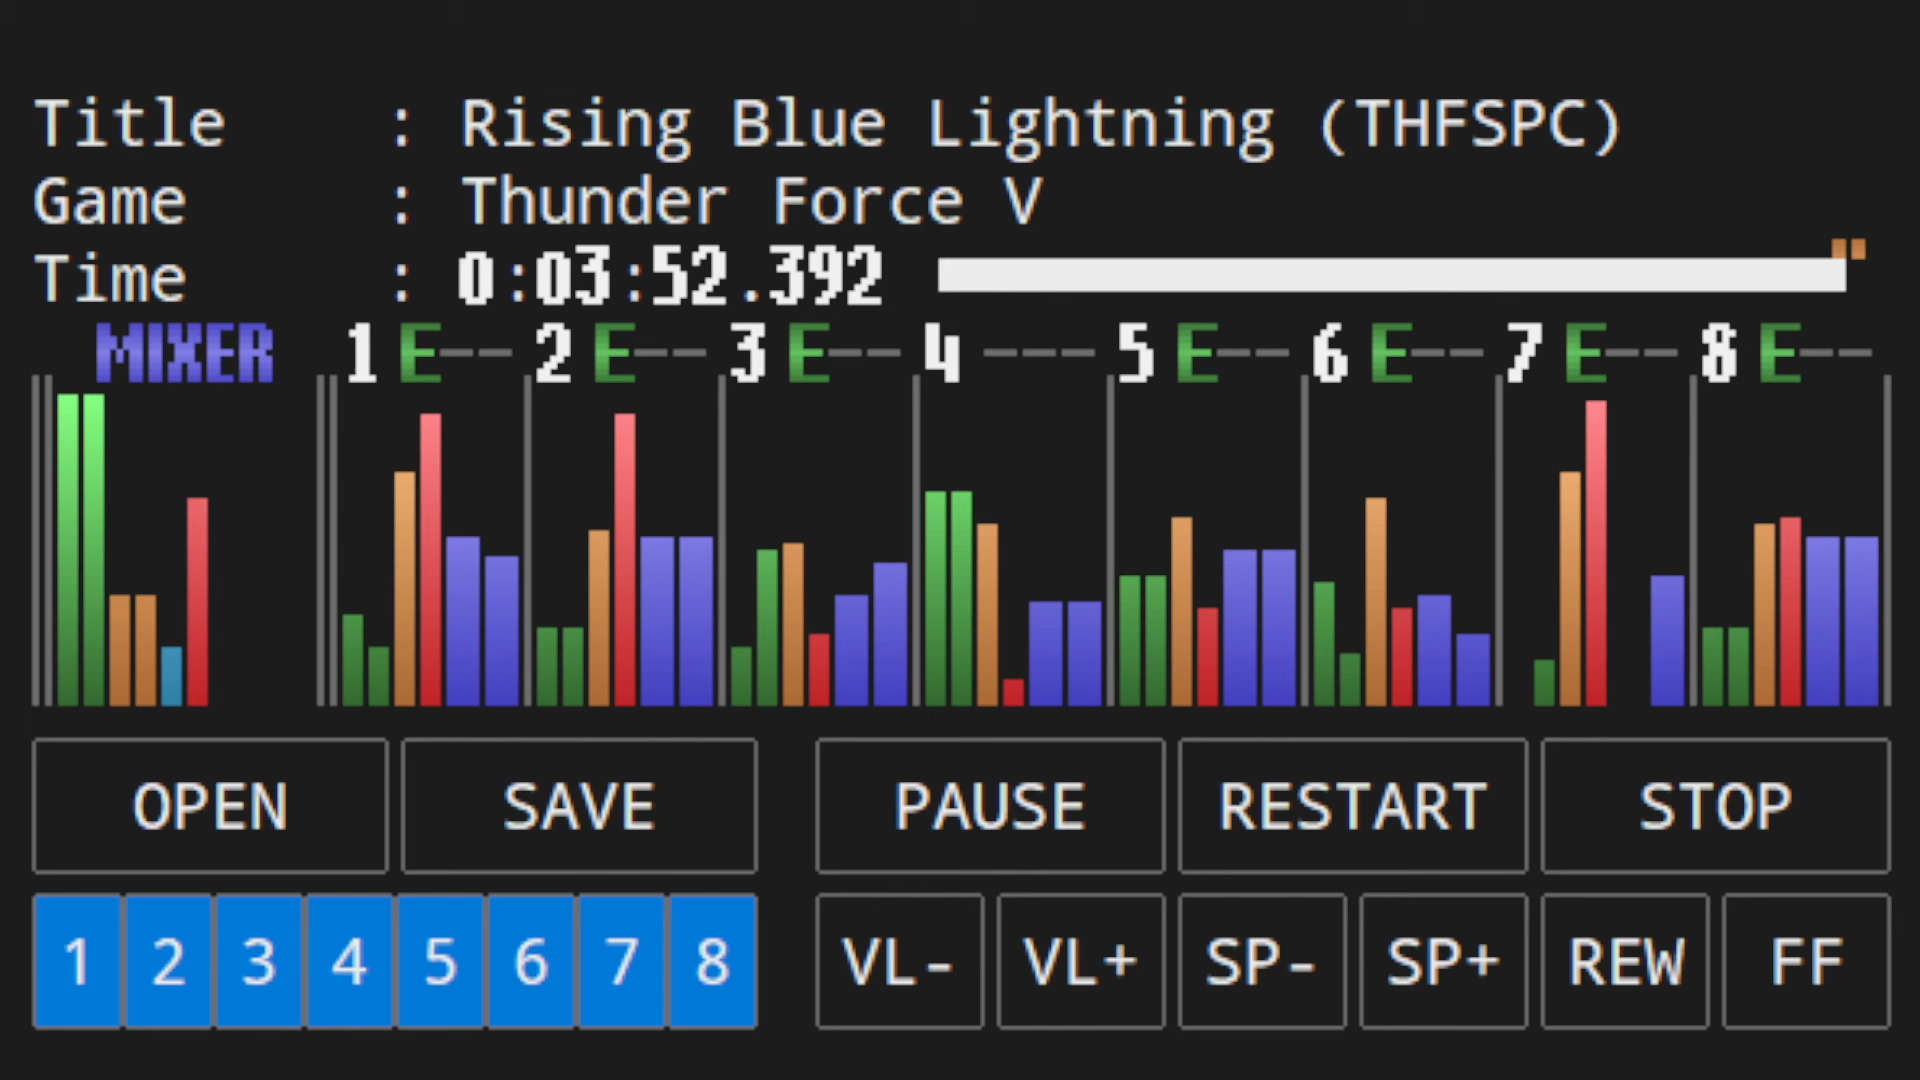 Title : Rising Blue Lightning (THFSPC)
Game : Thunder Force V
Time : 0:03:52.392 "
MIXER 1 E-- 2 E-- 3 E-- 4 --- 5 E-- 6 E-- 7 E-- 8 E--
OPEN SAVE PAUSE RESTART STOP
1 2 3 4 5 6 7 8 VL- VL+ SP- SP+ REW FF